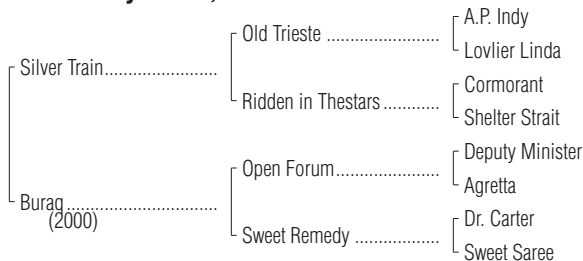 A.P. Indy
Old Trieste
Lovlier Linda
Silver Train
Cormorant
Ridden in Thestars
Shelter Strait
Deputy Minister
Open Forum
Agretta
Buraq
(2000)
Dr. Carter
Sweet Remedy
Sweet Saree